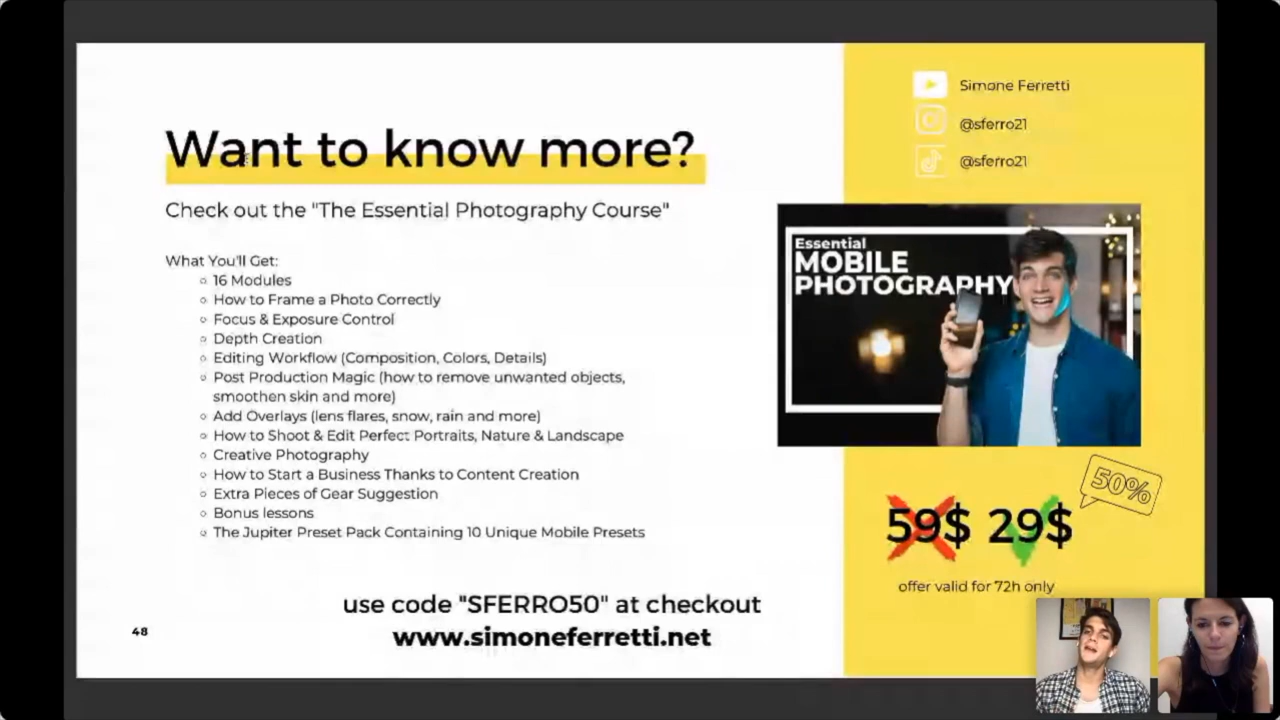 Want to know more?
Check out the "The Essential Photography Course"
What You'll Get:
16 Modules
How to Frame a Photo Correctly
Focus & Exposure Control
Depth Creation
Editing Workflow (Composition, Colors, Details)
Post Production Magic (how to remove unwanted objects,
smoothen skin and more)
Add Overlays (lens flares, snow, rain and more)
How to Shoot & Edit Perfect Portraits, Nature & Landscape
Creative Photography
How to Start a Business Thanks to Content Creation
Extra Pieces of Gear Suggestion
Bonus lessons
The Jupiter Preset Pack Containing 10 Unique Mobile Presets
use code "SFERRO50" at checkout
www.simoneferretti.net
48
Simone Ferretti
@sferro21
@sferro21
Essential
MOBILE
PHOTOGRAPHY
50%
59$ 29$
offer valid for 72h only